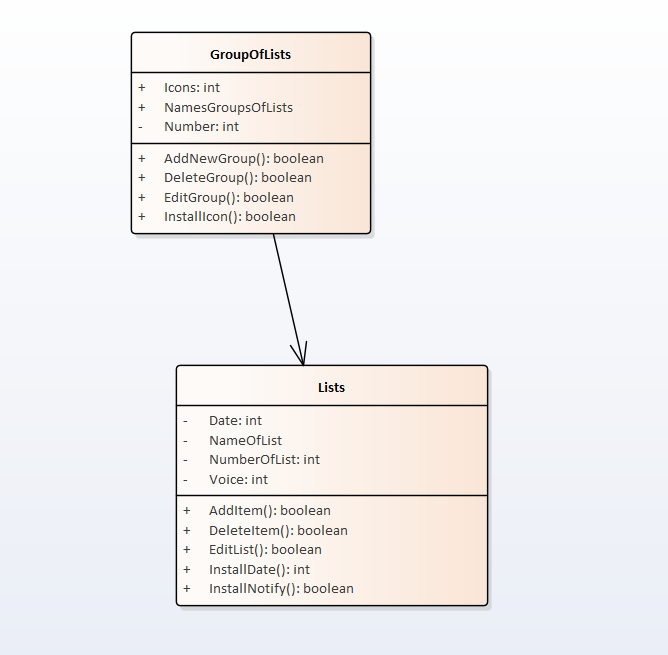 GroupOfLists
+ Icons: int
+ NamesGroupsOfLists
- Number: int
+ AddNewGroup(): boolean
+ DeleteGroup(): boolean
+ EditGroup(): boolean
+ InstallIcon(): boolean
Lists
- Date: int
- NameOfList
- NumberOfList: int
- Voice: int
+ AddItem(): boolean
+ DeleteItem(): boolean
+ EditList(): boolean
+ InstallDate(): int
+ InstallNotify(): boolean